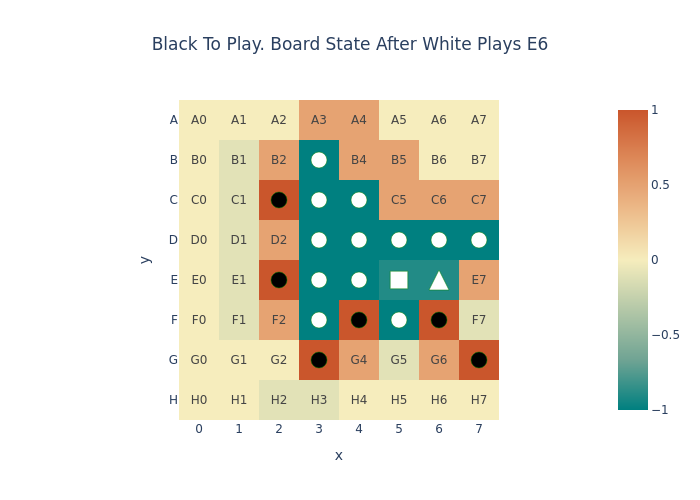 Black To Play. Board State After White Plays E6
A A0 A1 A2 A3 A4 A5 A6 A7
B B0 B1 B2 B4 B5 B6 B7
C C0 C1 C5 C6 C7
D D0 D1 D2
E E0 E1 E7
F F0 F1 F2 F7
G G0 G1 G2 G4 G5 G6
H H0 H1 H2 H3 H4 H5 H6 H7
0 1 2 3 4 5 6 7
x
y
1
0.5
0
−0.5
−1